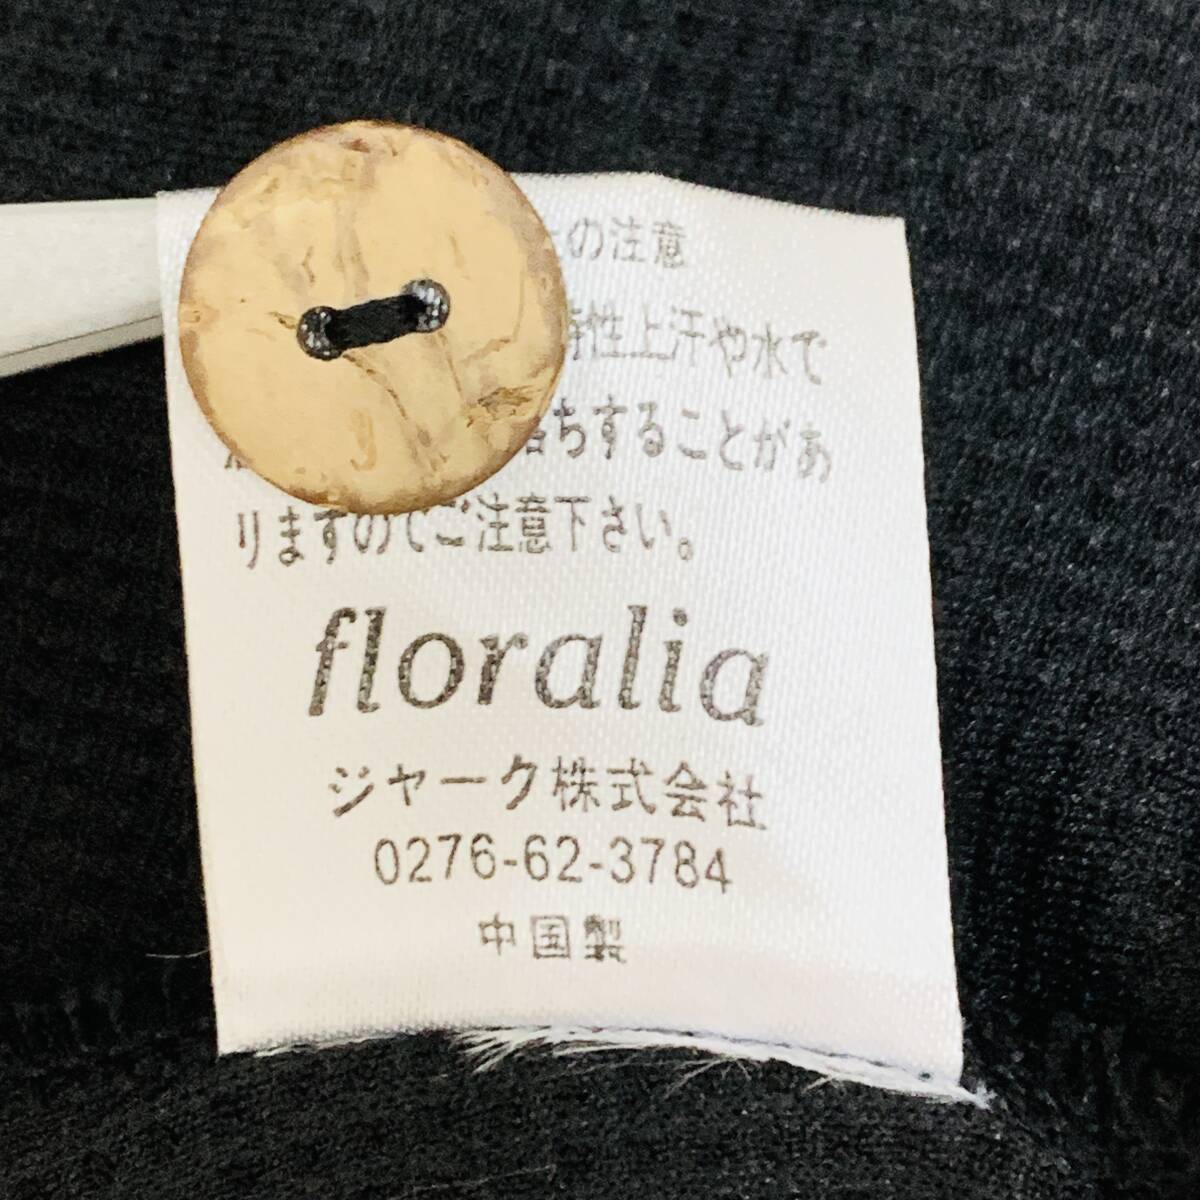 の注意
性上汗や水で
落ちすることがあ
りますのでご注意下さい。
floralia
ジャーク株式会社
0276-62-3784
中国製